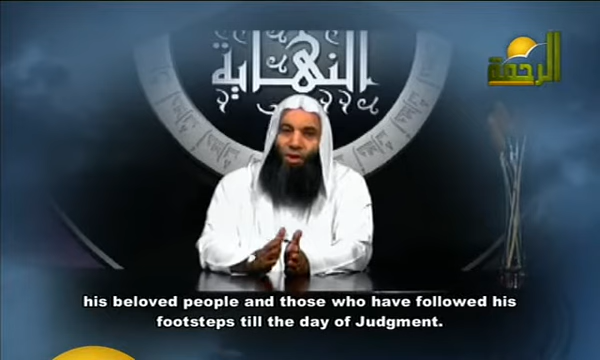 النهاية
الرحمة
his beloved people and those who have followed his
footsteps till the day of Judgment.